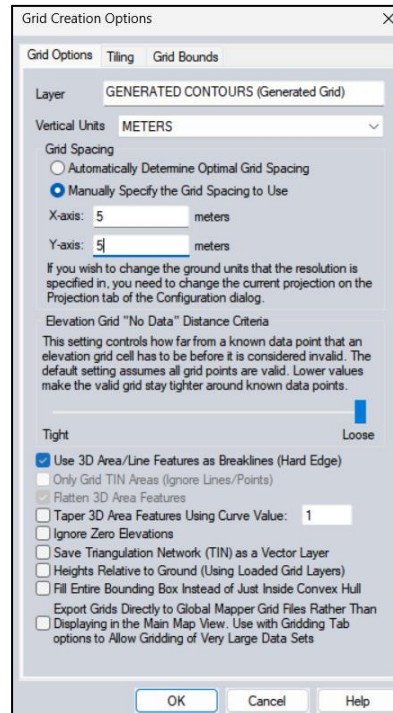 Grid Creation Options
Grid Options Tiling Grid Bounds
Layer GENERATED CONTOURS (Generated Grid)
Vertical Units METERS
Grid Spacing
Automatically Determine Optimal Grid Spacing
Manually Specify the Grid Spacing to Use
X-axis: 5 meters
Y-axis: 5 meters
If you wish to change the ground units that the resolution is
specified in, you need to change the current projection on the
Projection tab of the Configuration dialog.
Elevation Grid "No Data" Distance Criteria
This setting controls how far from a known data point that an
elevation grid cell has to be before it is considered invalid. The
default setting assumes all grid points are valid. Lower values
make the valid grid stay tighter around known data points.
Tight Loose
Use 3D Area/Line Features as Breaklines (Hard Edge)
Only Grid TIN Areas (Ignore Lines/Points)
Flatten 3D Area Features
Taper 3D Area Features Using Curve Value: 1
Ignore Zero Elevations
Save Triangulation Network (TIN) as a Vector Layer
Heights Relative to Ground (Using Loaded Grid Layers)
Fill Entire Bounding Box Instead of Just Inside Convex Hull
Export Grids Directly to Global Mapper Grid Files Rather Than
Displaying in the Main Map View. Use with Gridding Tab
options to Allow Gridding of Very Large Data Sets
OK Cancel Help